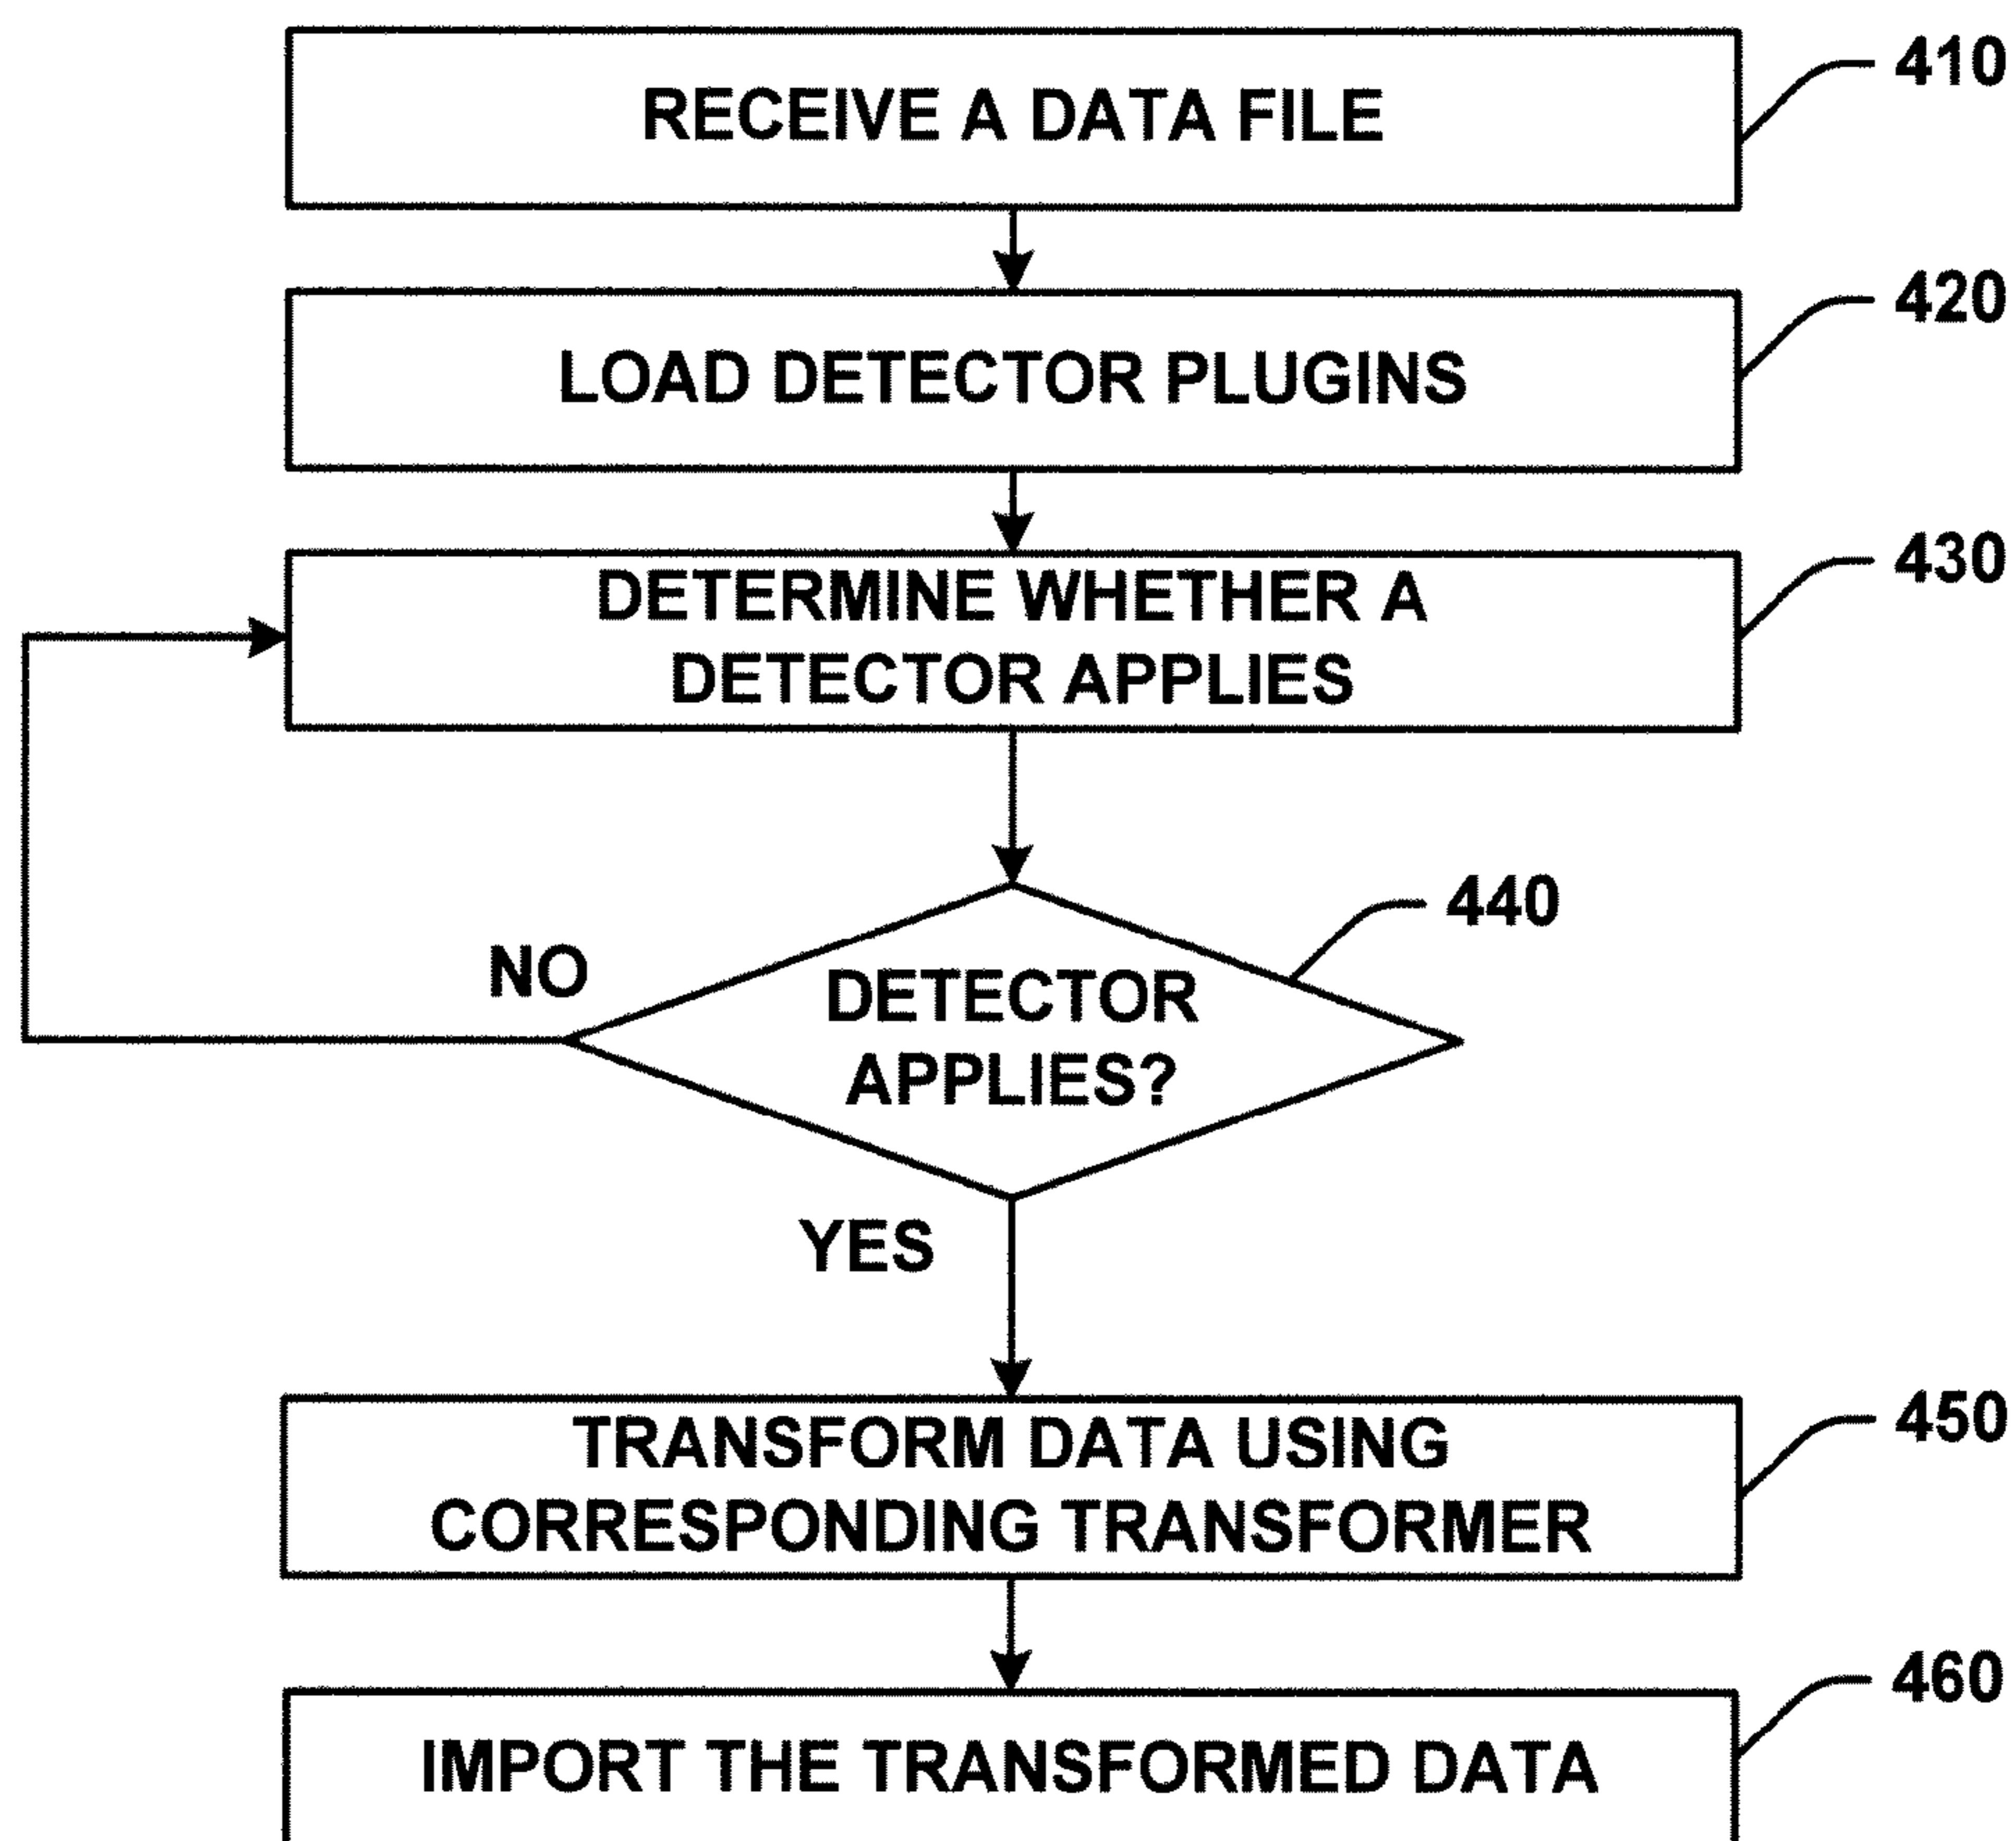 RECEIVE A DATA FILE
410
LOAD DETECTOR PLUGINS
420
DETERMINE WHETHER A
DETECTOR APPLIES
430
440
NO
DETECTOR
APPLIES?
YES
TRANSFORM DATA USING
CORRESPONDING TRANSFORMER
450
IMPORT THE TRANSFORMED DATA
460